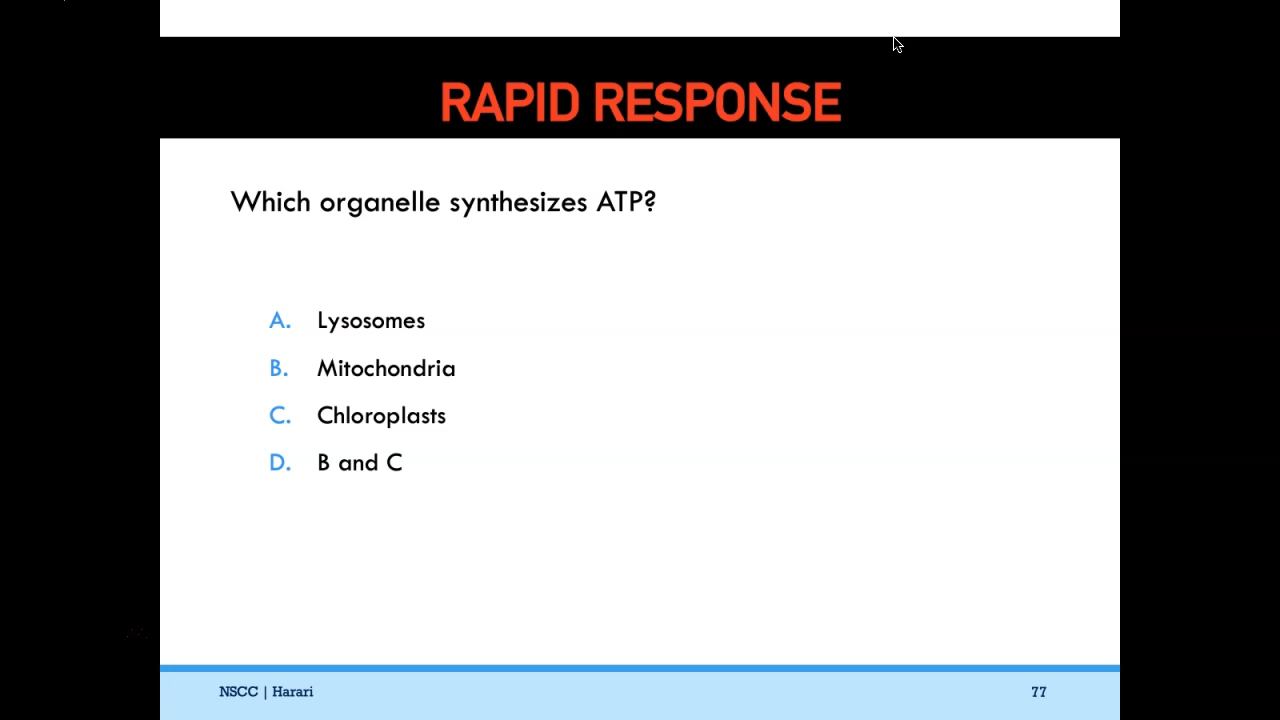 RAPID RESPONSE
Which organelle synthesizes ATP?
A. Lysosomes
B. Mitochondria
C. Chloroplasts
D. B and C
NSCC | Harari
77